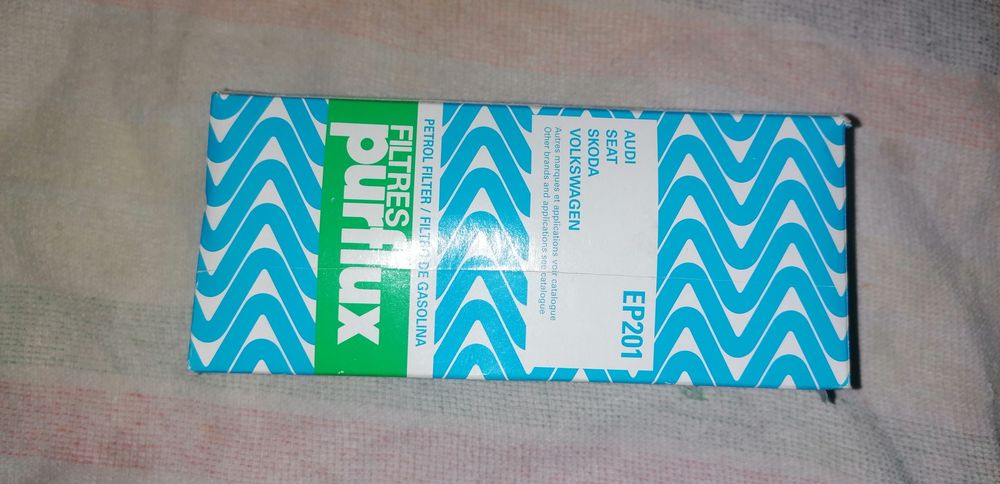 FILTRES
purflux
PETROL FILTER / FILTRO DE GASOLINA
AUDI
SEAT
SKODA
VOLKSWAGEN
Autres marques et applications voir catalogue
Other brands and applications see catalogue
EP201